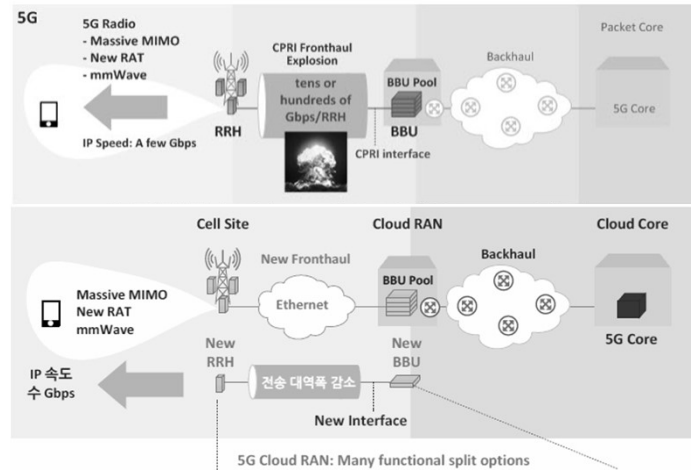 5G
5G Radio
- Massive MIMO
- New RAT
- mmWave
IP Speed: A few Gbps
RRH
CPRI Fronthaul
Explosion
tens or
hundreds of
Gbps/RRH
CPRI interface
BBU Pool
BBU
Backhaul
Packet Core
5G Core
Cell Site
Cloud RAN
Cloud Core
Massive MIMO
New RAT
mmWave
New Fronthaul
Ethernet
BBU Pool
Backhaul
5G Core
IP 속도
수 Gbps
New
RRH
전송 대역폭 감소
New
BBU
New Interface
5G Cloud RAN: Many functional split options